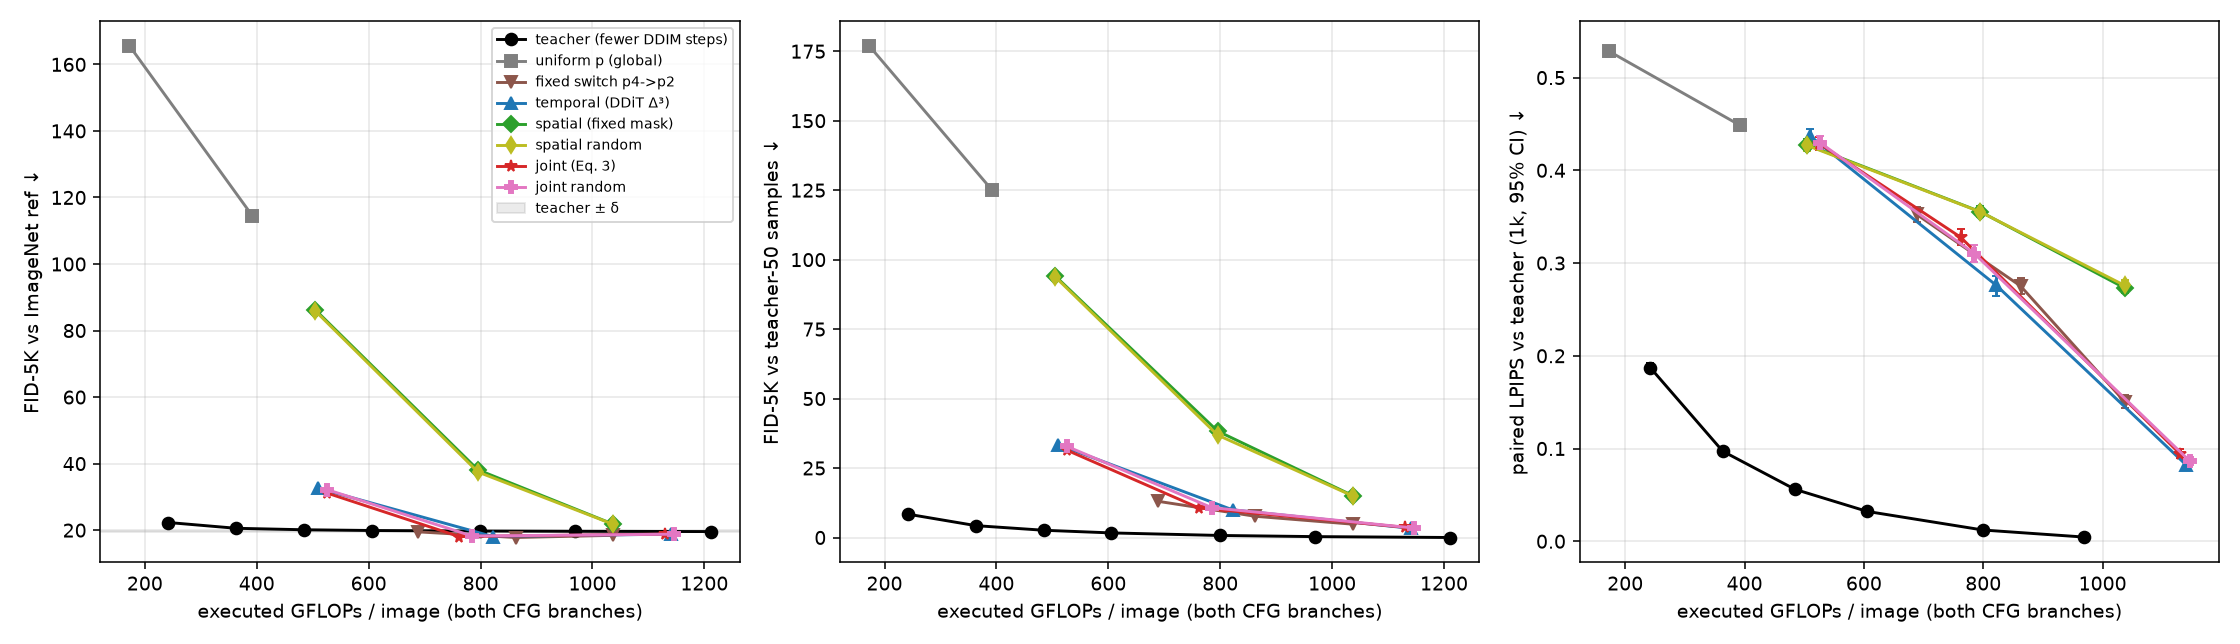 FID-5K vs ImageNet ref ↓
160
140
120
100
80
60
40
20
200 400 600 800 1000 1200
executed GFLOPs / image (both CFG branches)
teacher (fewer DDIM steps)
uniform p (global)
fixed switch p4->p2
temporal (DDiT Δ³)
spatial (fixed mask)
spatial random
joint (Eq. 3)
joint random
teacher ± δ
FID-5K vs teacher-50 samples ↓
175
150
125
100
75
50
25
0
200 400 600 800 1000 1200
executed GFLOPs / image (both CFG branches)
paired LPIPS vs teacher (1k, 95% CI) ↓
0.5
0.4
0.3
0.2
0.1
0.0
200 400 600 800 1000
executed GFLOPs / image (both CFG branches)